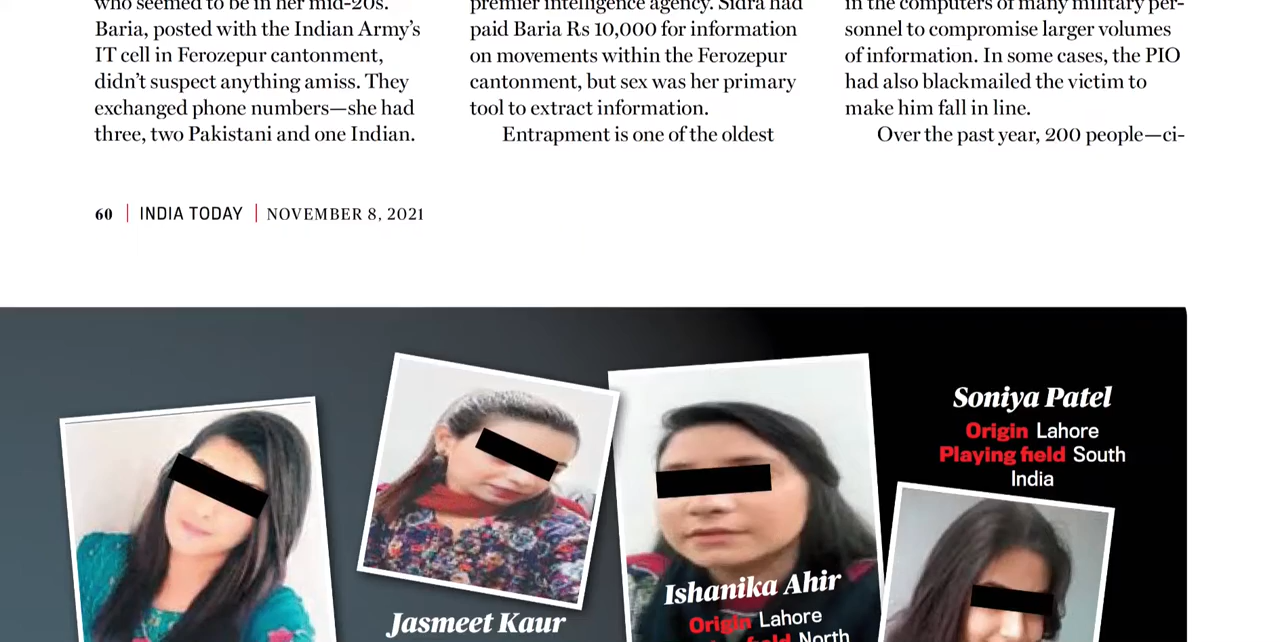 who seemed to be in her mid-20s.
Baria, posted with the Indian Army's
IT cell in Ferozepur cantonment,
didn't suspect anything amiss. They
exchanged phone numbers—she had
three, two Pakistani and one Indian.
premier intelligence agency. Sidra had
paid Baria Rs 10,000 for information
on movements within the Ferozepur
cantonment, but sex was her primary
tool to extract information.
Entrapment is one of the oldest
in the computers of many military per-
sonnel to compromise larger volumes
of information. In some cases, the PIO
had also blackmailed the victim to
make him fall in line.
Over the past year, 200 people—ci-
60 | INDIA TODAY | NOVEMBER 8, 2021
Soniya Patel
Origin Lahore
Playing field South
India
Ishanika Ahir
Origin Lahore
field North
Jasmeet Kaur